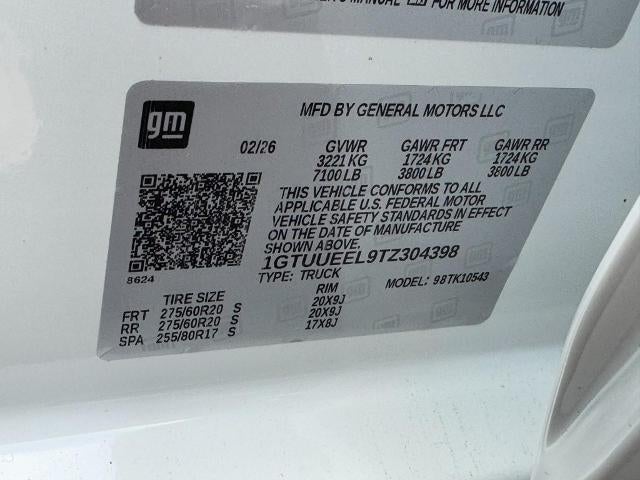 'S MANUAL FOR MORE INFORMATION
gm
MFD BY GENERAL MOTORS LLC
02/26 GVWR GAWR FRT GAWR RR
3221 KG 1724 KG 1724 KG
7100 LB 3800 LB 3800 LB
THIS VEHICLE CONFORMS TO ALL
APPLICABLE U.S. FEDERAL MOTOR
VEHICLE SAFETY STANDARDS IN EFFECT
ON THE DATE OF MANUFACTURE
SHOWN ABOVE.
1GTUUEEL9TZ304398
8624
TYPE: TRUCK MODEL: 98TK10543
TIRE SIZE RIM
FRT 275/60R20 S 20X9J
RR 275/60R20 S 20X9J
SPA 255/80R17 S 17X8J